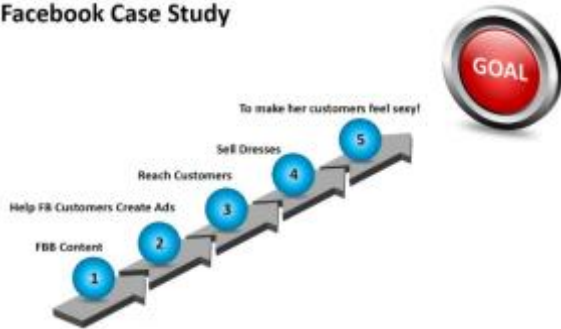 Facebook Case Study
GOAL
To make her customers feel sexy!
5
Sell Dresses
4
Reach Customers
3
Help FB Customers Create Ads
2
FBB Content
1